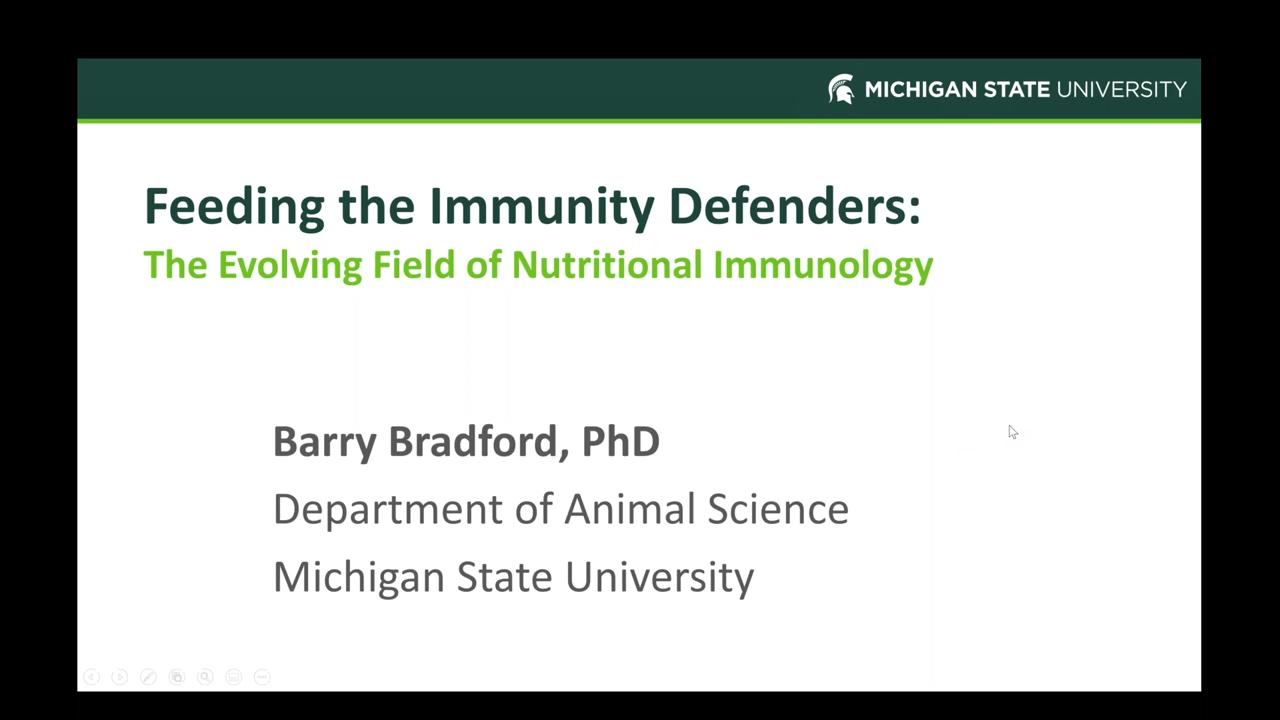 MICHIGAN STATE UNIVERSITY
Feeding the Immunity Defenders:
The Evolving Field of Nutritional Immunology
Barry Bradford, PhD
Department of Animal Science
Michigan State University